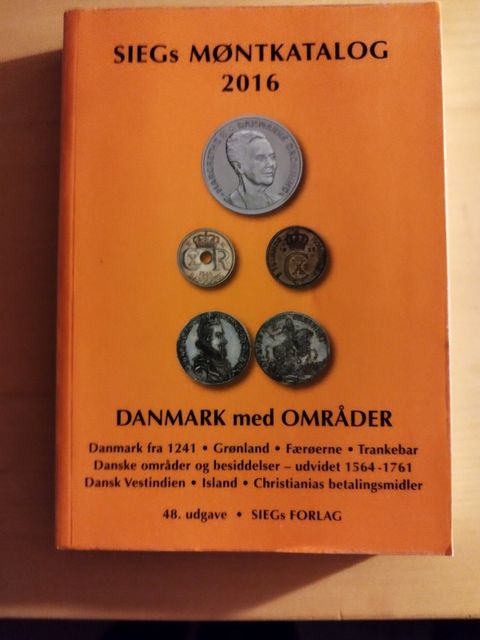 SIEGs MØNTKATALOG
2016
DANMARK med OMRÅDER
Danmark fra 1241 • Grønland • Færøerne • Trankebar
Danske områder og besiddelser – udvidet 1564-1761
Dansk Vestindien • Island • Christianias betalingsmidler
48. udgave • SIEGs FORLAG